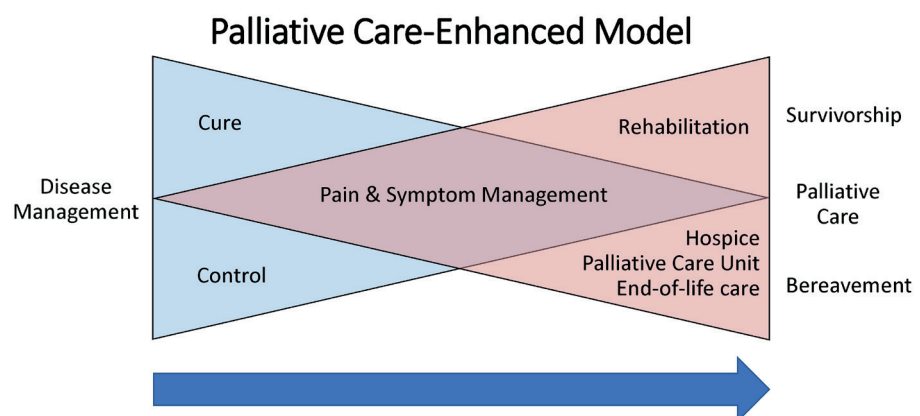 Palliative Care-Enhanced Model
Cure
Rehabilitation
Survivorship
Disease
Management
Pain & Symptom Management
Palliative
Care
Control
Hospice
Palliative Care Unit
End-of-life care
Bereavement